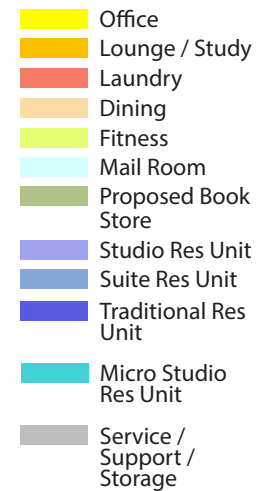 Office
Lounge / Study
Laundry
Dining
Fitness
Mail Room
Proposed Book
Store
Studio Res Unit
Suite Res Unit
Traditional Res
Unit
Micro Studio
Res Unit
Service /
Support /
Storage